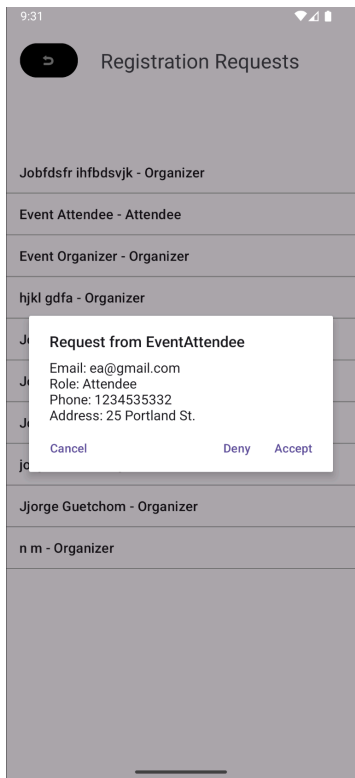 9:31
Registration Requests
Jobfdsfr ihfbdsvjk - Organizer
Event Attendee - Attendee
Event Organizer - Organizer
hjkl gdfa - Organizer
Request from EventAttendee
Email: ea@gmail.com
Role: Attendee
Phone: 1234535332
Address: 25 Portland St.
Cancel
Deny
Accept
Jjorge Guetchom - Organizer
n m - Organizer